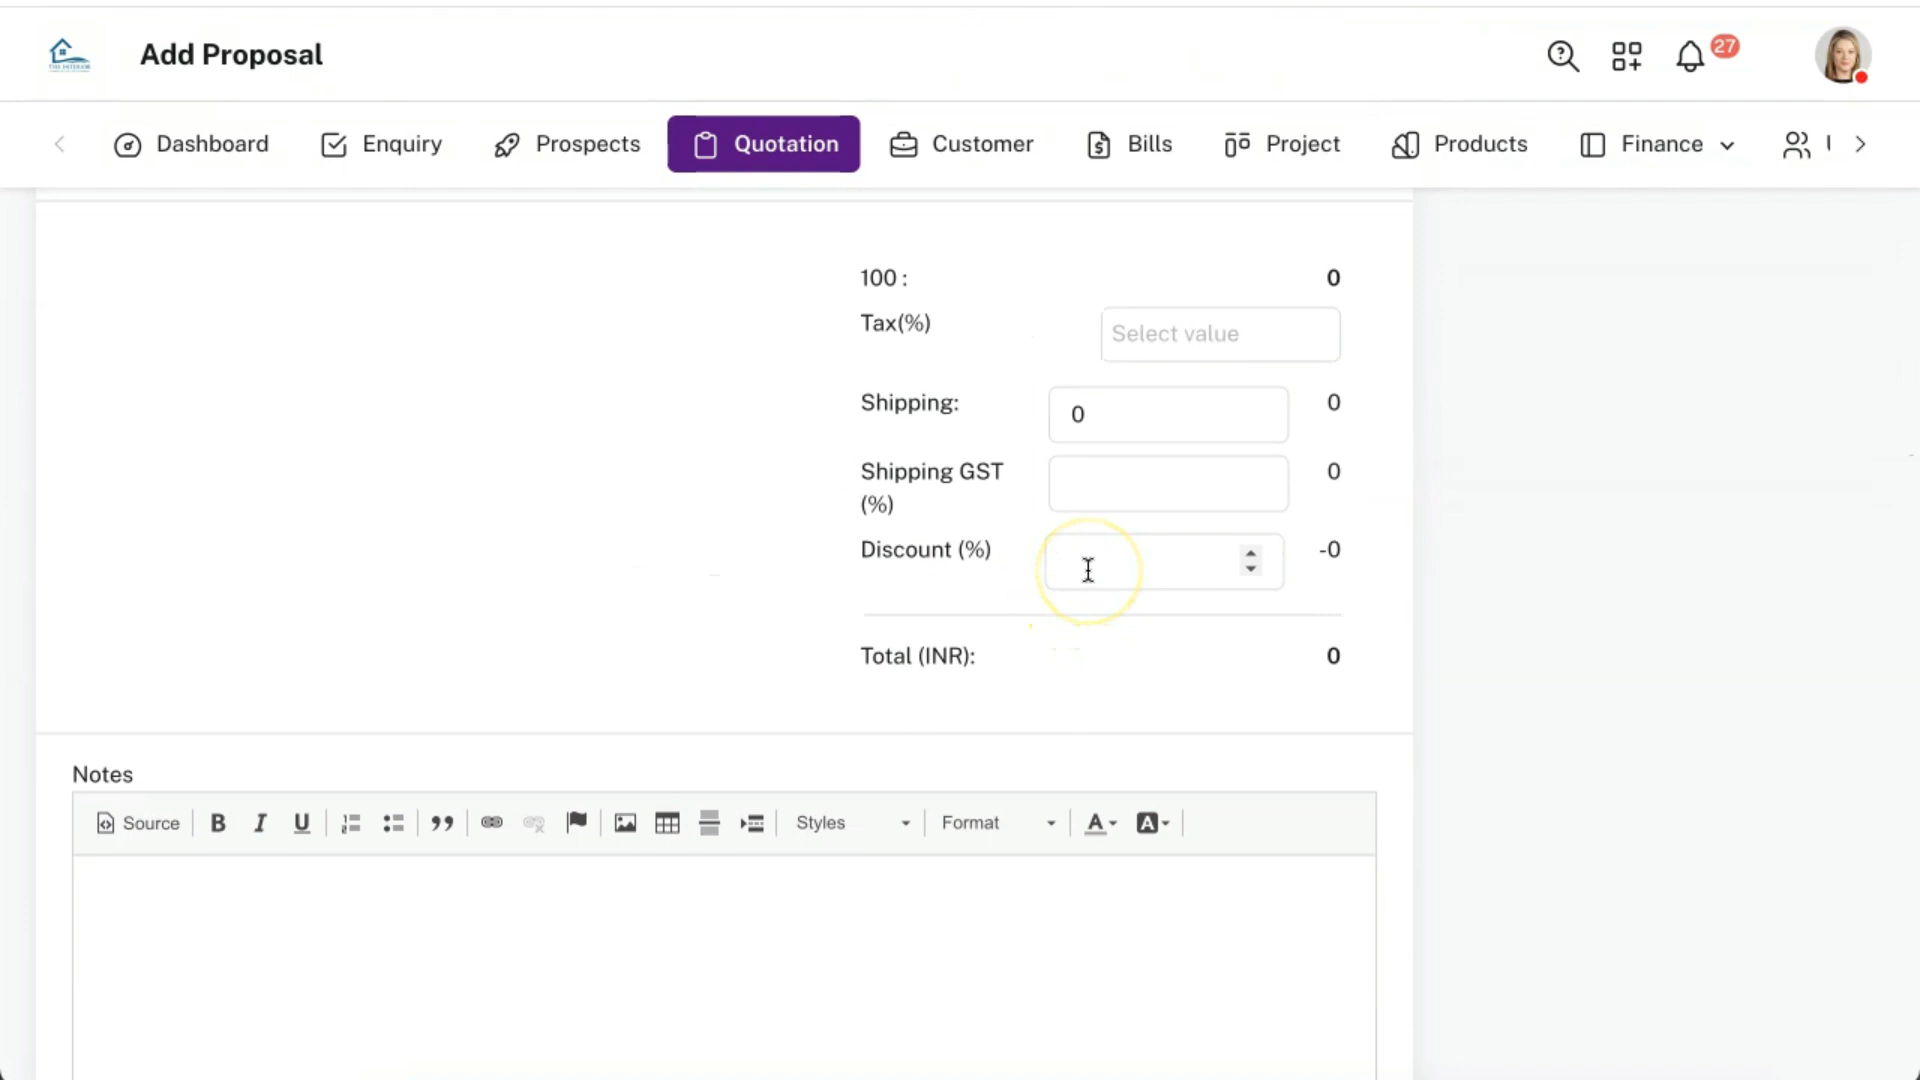 Add Proposal
27
Dashboard
Enquiry
Prospects
Quotation
Customer
Bills
Project
Products
Finance
100 :
0
Tax(%)
Select value
Shipping:
0
0
Shipping GST
(%)
0
Discount (%)
-0
Total (INR):
0
Notes
Source
B
I
U
Styles
Format
A
A